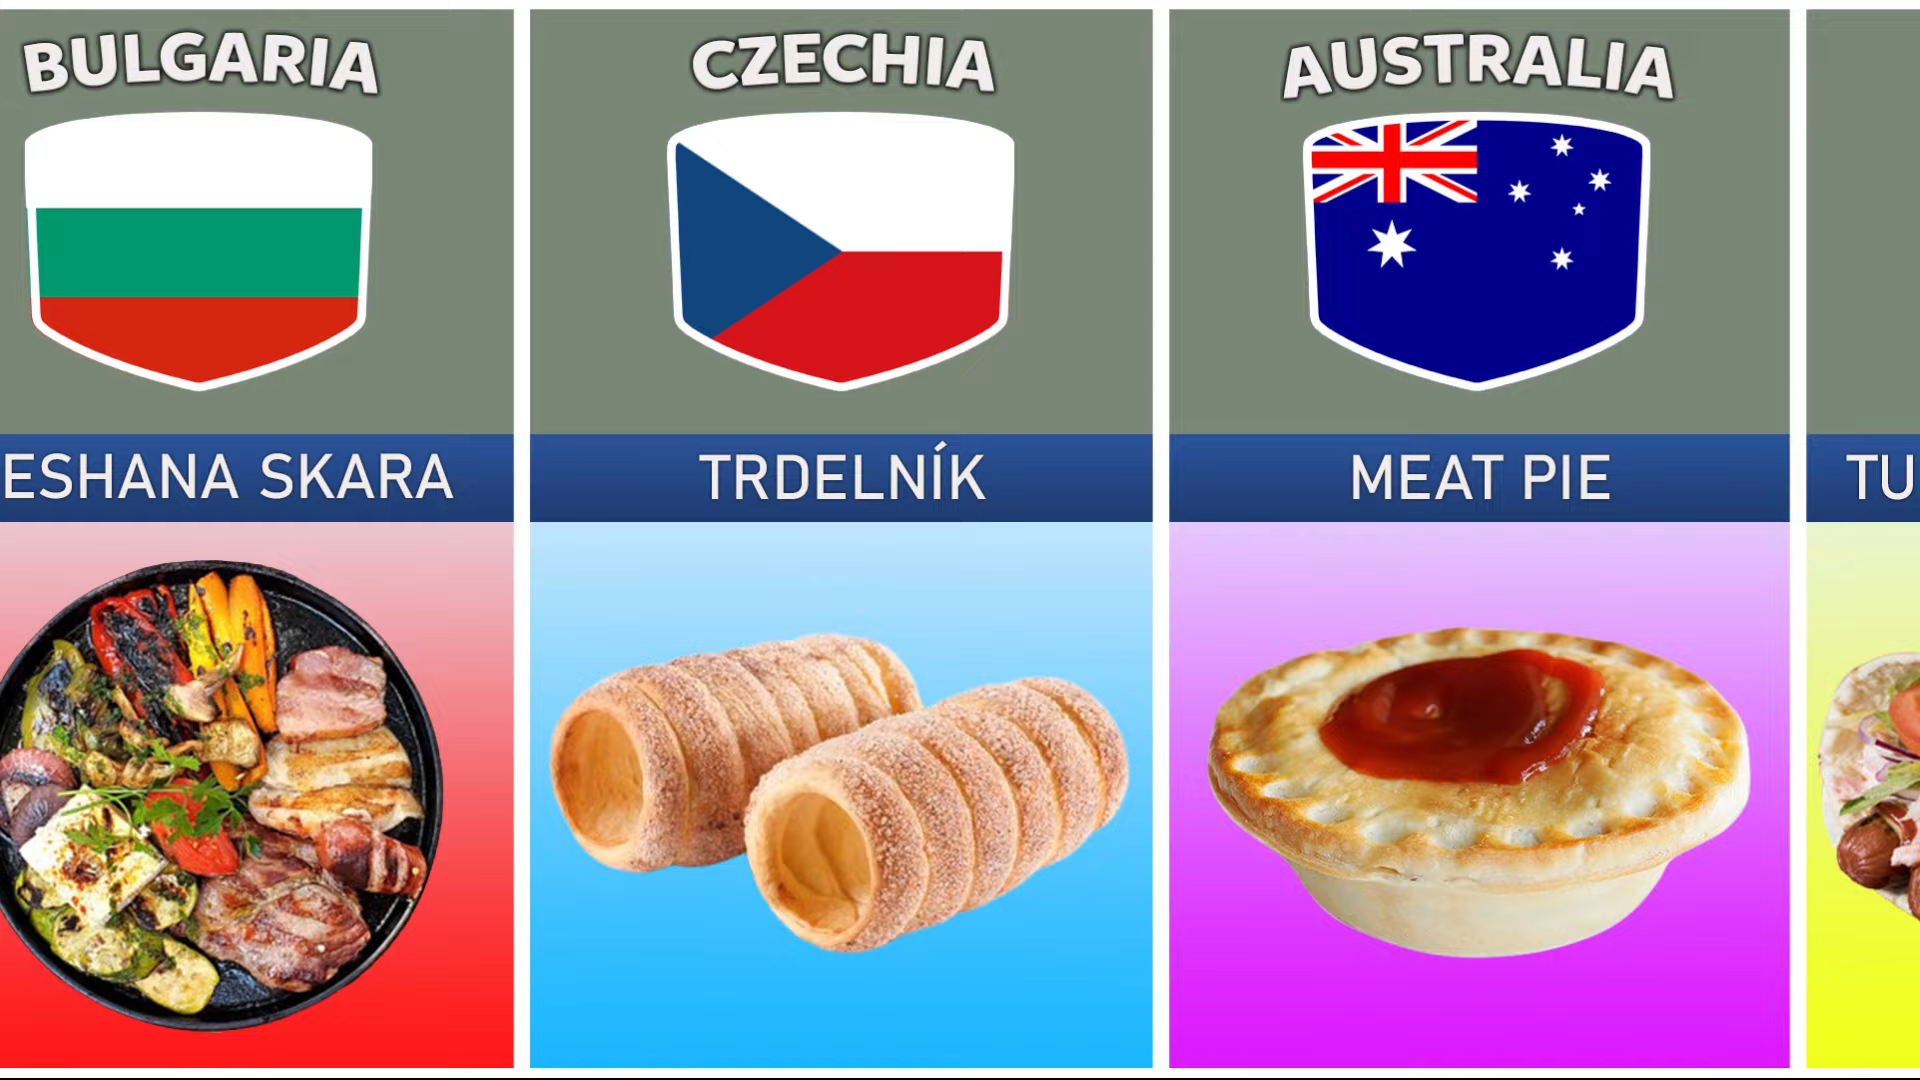 BULGARIA
CZECHIA
AUSTRALIA
ESHANA SKARA
TRDELNÍK
MEAT PIE
TU